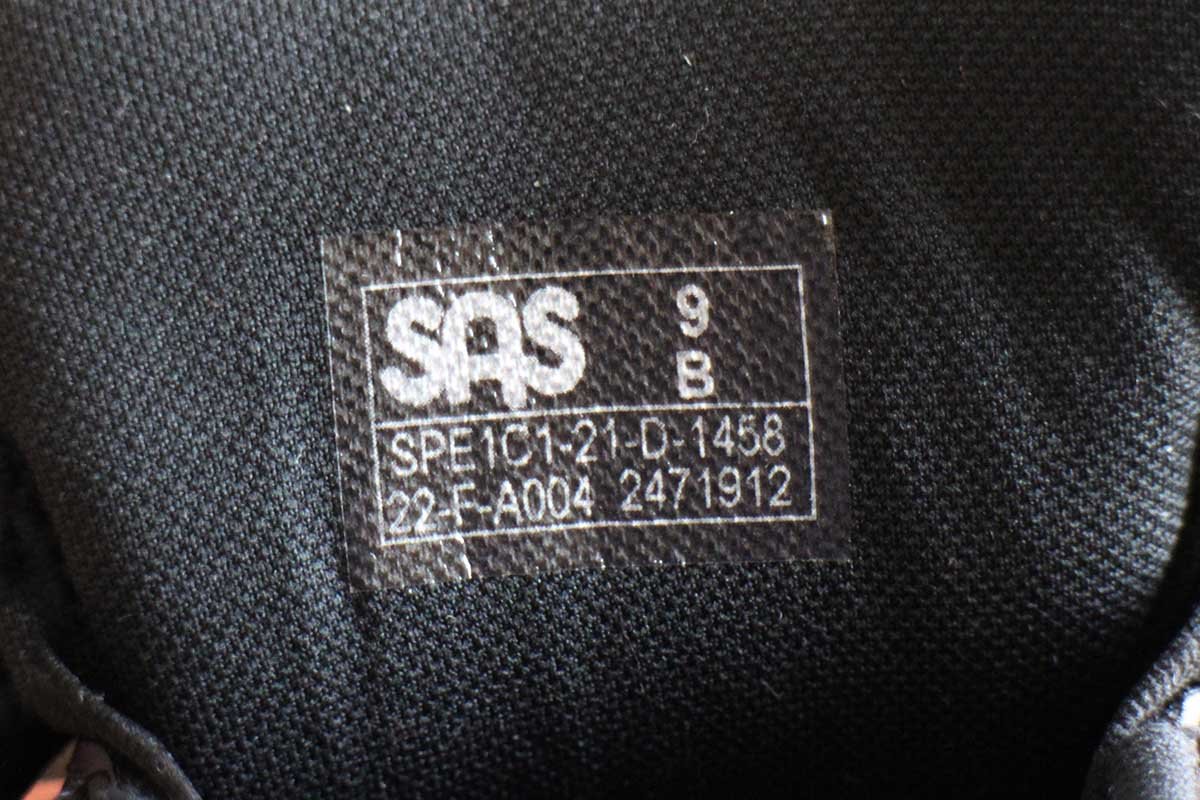 SAS 9
B
SPE1C1-21-D-1458
22-F-A004 2471912